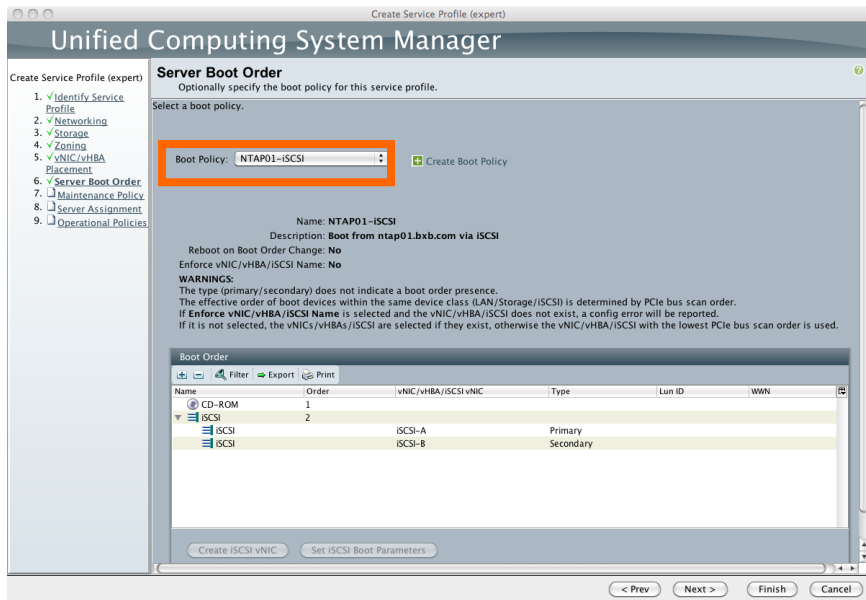 Create Service Profile (expert)
Unified Computing System Manager
Create Service Profile (expert)
1. √Identify Service
Profile
2. √Networking
3. √Storage
4. √Zoning
5. √vNIC/vHBA
Placement
6. √Server Boot Order
7. Maintenance Policy
8. Server Assignment
9. Operational Policies
Server Boot Order
Optionally specify the boot policy for this service profile.
Select a boot policy.
Boot Policy: NTAP01-iSCSI
Create Boot Policy
Name: NTAP01-iSCSI
Description: Boot from ntap01.bxb.com via iSCSI
Reboot on Boot Order Change: No
Enforce vNIC/vHBA/iSCSI Name: No
WARNINGS:
The type (primary/secondary) does not indicate a boot order presence.
The effective order of boot devices within the same device class (LAN/Storage/iSCSI) is determined by PCIe bus scan order.
If Enforce vNIC/vHBA/iSCSI Name is selected and the vNIC/vHBA/iSCSI does not exist, a config error will be reported.
If it is not selected, the vNICs/vHBAs/iSCSI are selected if they exist, otherwise the vNIC/vHBA/iSCSI with the lowest PCIe bus scan order is used.
Boot Order
Filter Export Print
Name Order vNIC/vHBA/iSCSI vNIC Type Lun ID WWN
CD-ROM 1
iSCSI 2
iSCSI iSCSI-A Primary
iSCSI iSCSI-B Secondary
Create iSCSI vNIC Set iSCSI Boot Parameters
< Prev Next > Finish Cancel